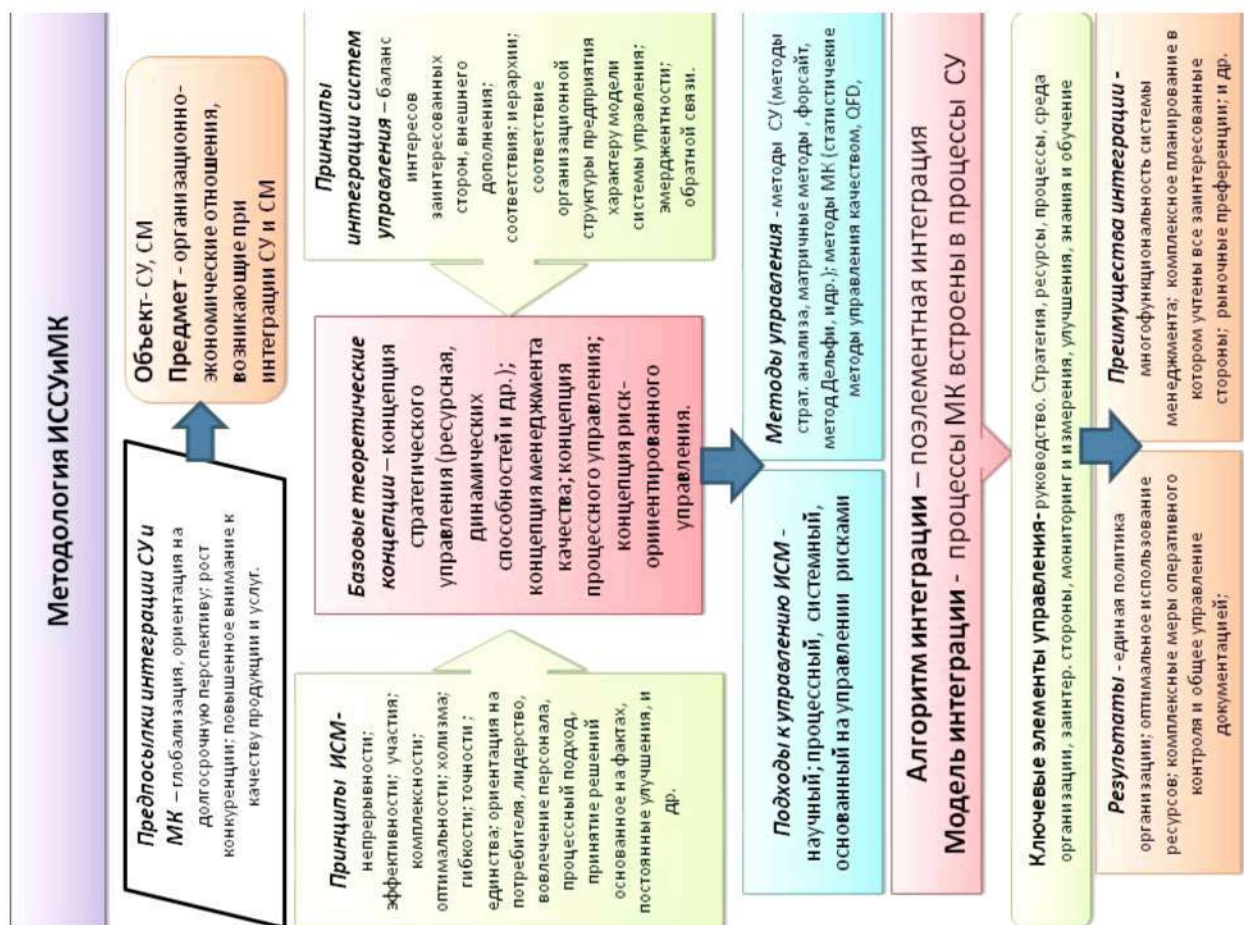 Методология ИССУиМК
Предпосылки интеграции СУ и
МК – глобализация, ориентация на
долгосрочную перспективу; рост
конкуренции; повышенное внимание к
качеству продукции и услуг.
Объект- СУ, СМ
Предмет - организационно-
экономические отношения,
возникающие при
интеграции СУ и СМ
Принципы ИСМ-
непрерывности;
эффективности; участия;
комплексности;
оптимальности; холизма;
гибкости; точности ;
единства; ориентация на
потребителя, лидерство,
вовлечение персонала,
процессный подход,
принятие решений
основанное на фактах,
постоянные улучшения, и
др.
Базовые теоретические
концепции – концепция
стратегического
управления (ресурсная,
динамических
способностей и др.);
концепция менеджмента
качества; концепция
процессного управления;
концепция риск-
ориентированного
управления.
Принципы
интеграции систем
управления – баланс
интересов
заинтересованных
сторон, внешнего
дополнения;
соответствия; иерархии;
соответствие
организационной
структуры предприятия
характеру модели
системы управления;
эмерджентности;
обратной связи.
Подходы к управлению ИСМ -
научный; процессный, системный,
основанный на управлении рисками
Методы управления - методы СУ (методы
страт. анализа, матричные методы, форсайт,
метод Дельфи, идр.); методы МК (статистичекие
методы управления качеством, QFD,
Алгоритм интеграции – поэлементная интеграция
Модель интеграции - процессы МК встроены в процессы СУ
Ключевые элементы управления- руководство. Стратегия, ресурсы, процессы, среда
организации, заинтер. стороны, мониторинг и измерения, улучшения, знания и обучение
Результаты - единая политика
организации; оптимальное использование
ресурсов; комплексные меры оперативного
контроля и общее управление
документацией;
Преимущества интеграции -
многофункциональность системы
менеджмента; комплексное планирование в
котором учтены все заинтересованные
стороны; рыночные преференции; и др.